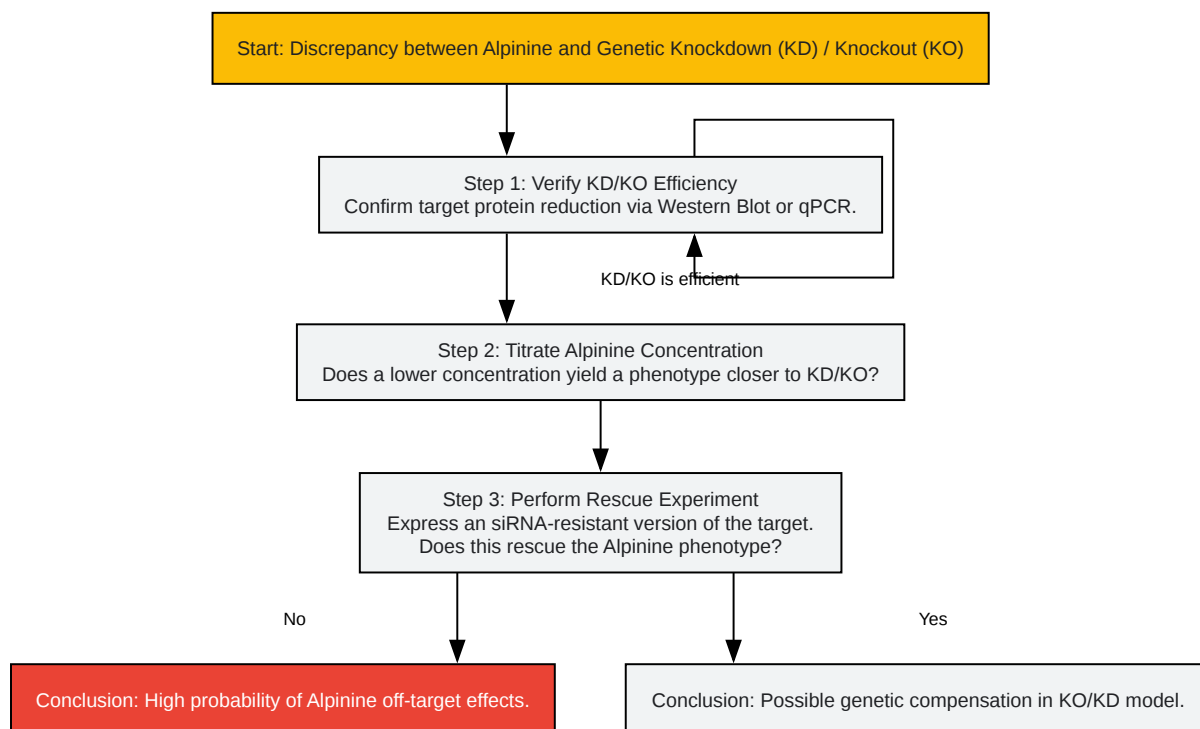 Start: Discrepancy between Alpinine and Genetic Knockdown (KD) / Knockout (KO)
Step 1: Verify KD/KO Efficiency
Confirm target protein reduction via Western Blot or qPCR.
KD/KO is efficient
Step 2: Titrate Alpinine Concentration
Does a lower concentration yield a phenotype closer to KD/KO?
Step 3: Perform Rescue Experiment
Express an siRNA-resistant version of the target.
Does this rescue the Alpinine phenotype?
No
Yes
Conclusion: High probability of Alpinine off-target effects.
Conclusion: Possible genetic compensation in KO/KD model.